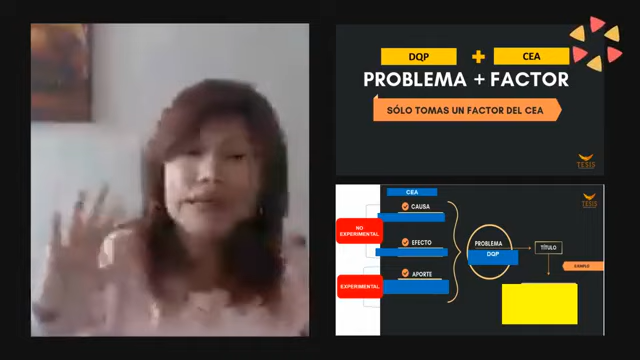 DQP + CEA
PROBLEMA + FACTOR
SÓLO TOMAS UN FACTOR DEL CEA
TESIS
CEA
CAUSA
NO EXPERIMENTAL
EFECTO
PROBLEMA
DQP
TÍTULO
APORTE
EXPERIMENTAL
TESIS